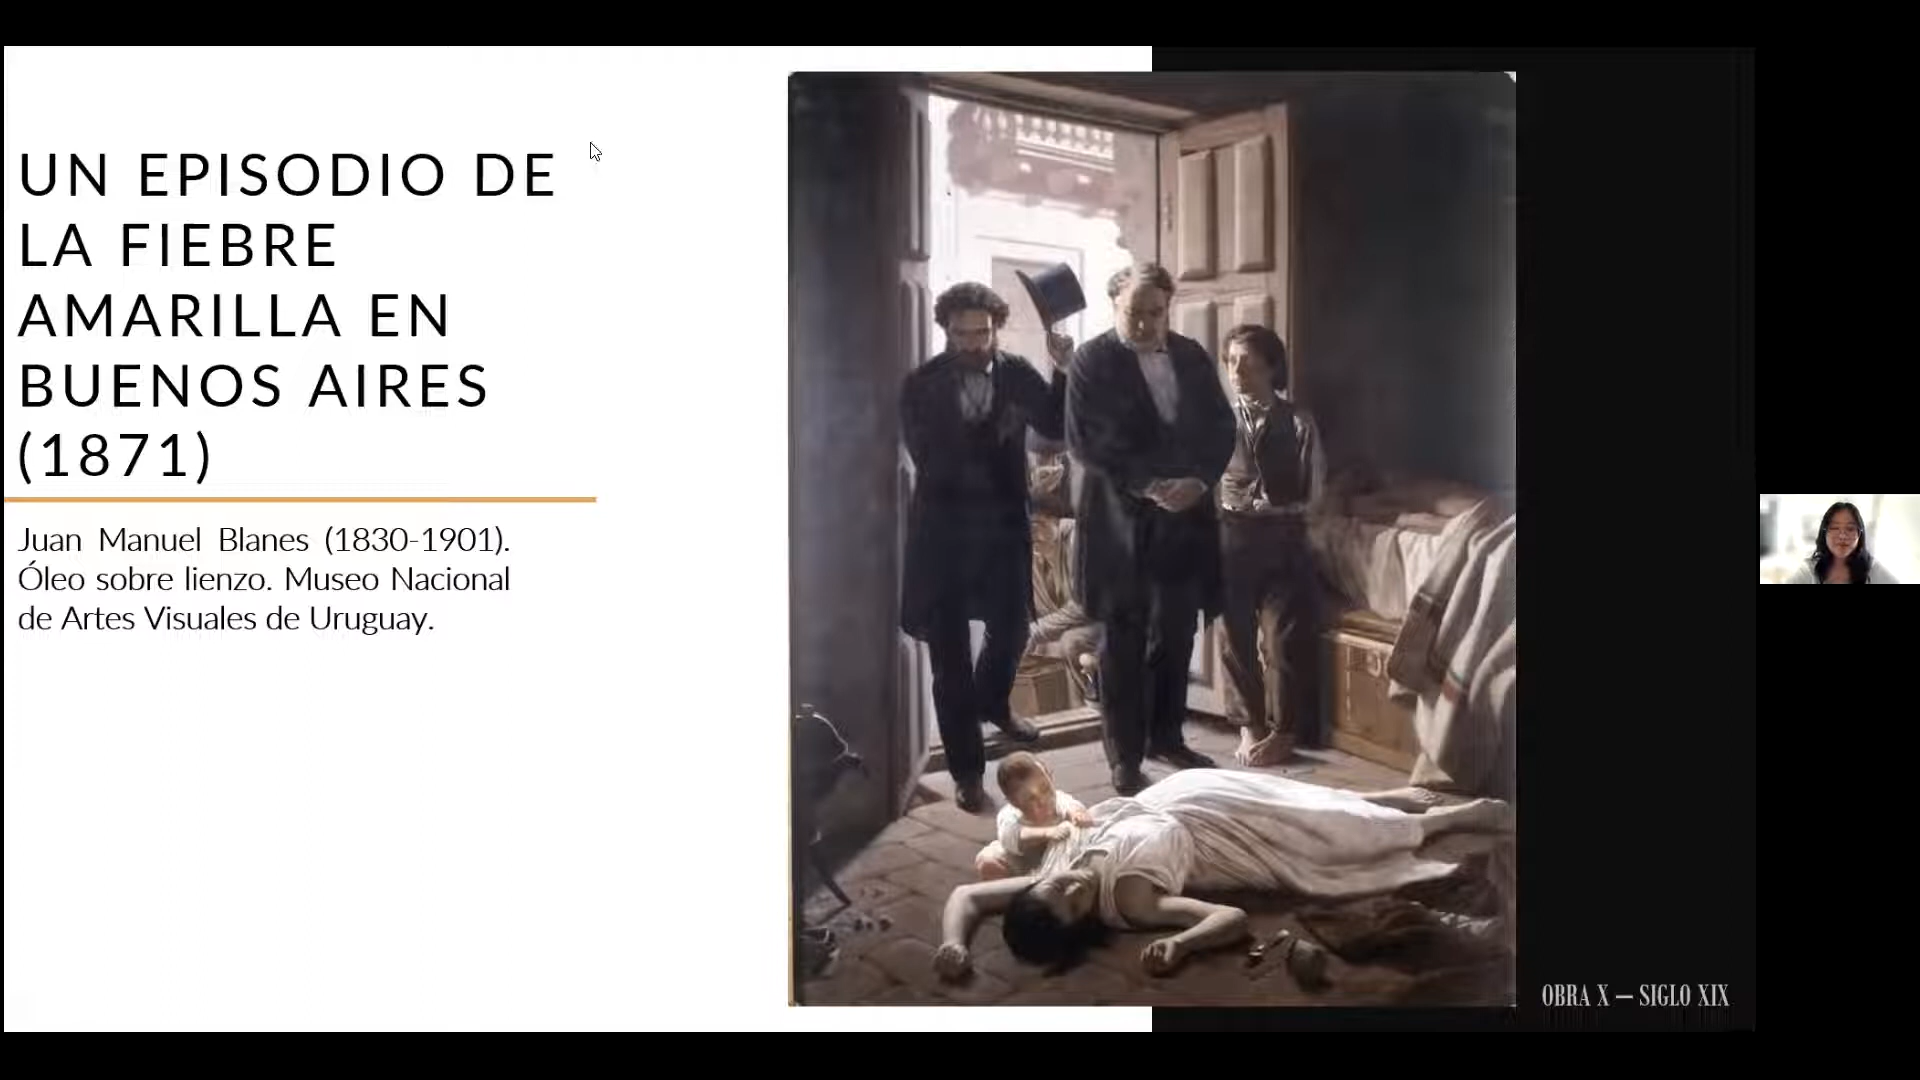 UN EPISODIO DE
LA FIEBRE
AMARILLA EN
BUENOS AIRES
(1871)
Juan Manuel Blanes (1830-1901).
Óleo sobre lienzo. Museo Nacional
de Artes Visuales de Uruguay.
OBRA X — SIGLO XIX